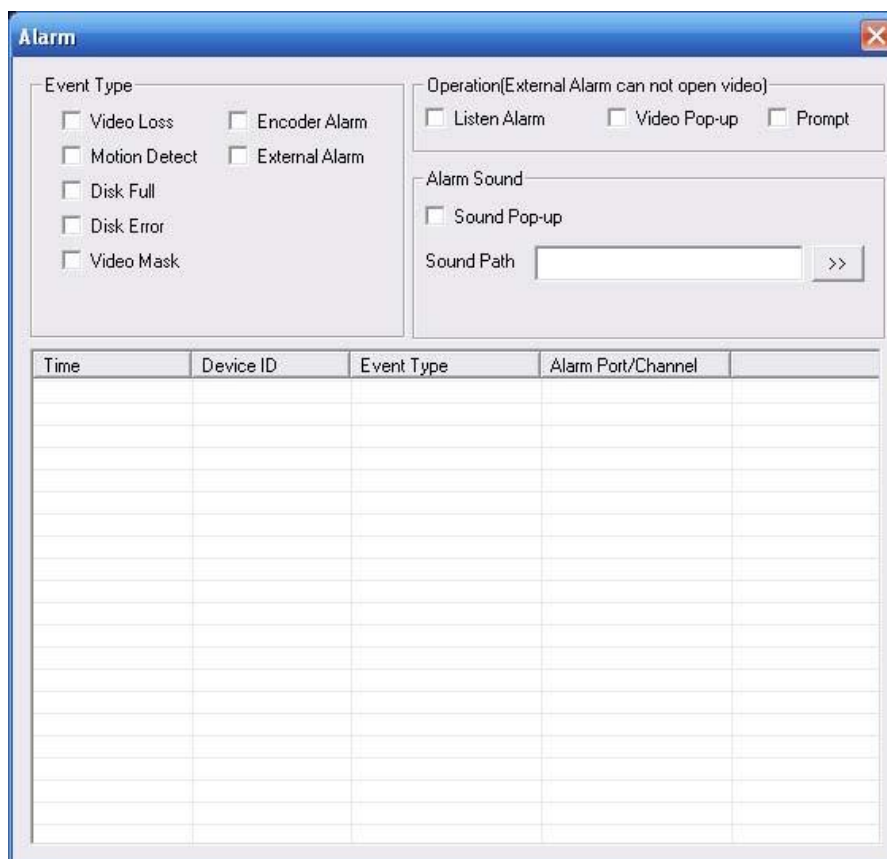 Alarm
Event Type
Video Loss Encoder Alarm
Motion Detect External Alarm
Disk Full
Disk Error
Video Mask
Operation(External Alarm can not open video)
Listen Alarm Video Pop-up Prompt
Alarm Sound
Sound Pop-up
Sound Path >>
Time Device ID Event Type Alarm Port/Channel